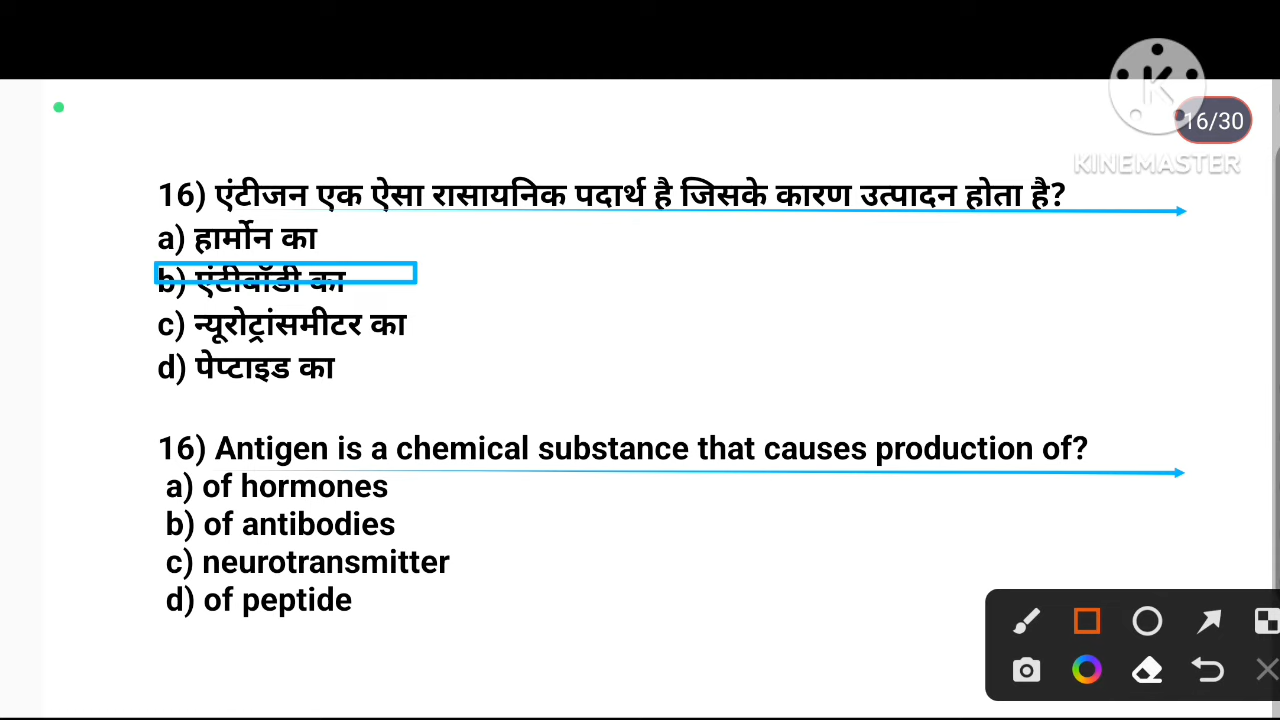 16/30
KINEMASTER
16) एंटीजन एक ऐसा रासायनिक पदार्थ है जिसके कारण उत्पादन होता है?
a) हार्मोन का
b) एंटीबॉडी का
c) न्यूरोट्रांसमीटर का
d) पेप्टाइड का
16) Antigen is a chemical substance that causes production of?
a) of hormones
b) of antibodies
c) neurotransmitter
d) of peptide